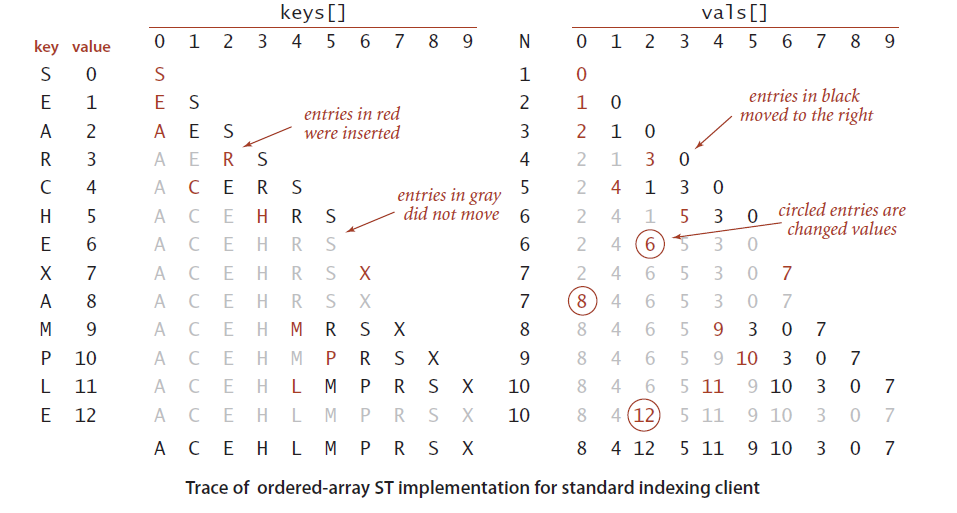 keys[] vals[]
key value 0 1 2 3 4 5 6 7 8 9 N 0 1 2 3 4 5 6 7 8 9
S 0 S 1 0
E 1 E S 2 1 0
entries in red
were inserted
entries in black
moved to the right
A 2 A E S 3 2 1 0
R 3 A E R S 4 2 1 3 0
C 4 A C E R S 5 2 4 1 3 0
entries in gray
did not move
H 5 A C E H R S 6 2 4 1 5 3 0
circled entries are
changed values
E 6 A C E H R S 6 2 4 6 5 3 0
X 7 A C E H R S X 7 2 4 6 5 3 0 7
A 8 A C E H R S X 7 8 4 6 5 3 0 7
M 9 A C E H M R S X 8 8 4 6 5 9 3 0 7
P 10 A C E H M P R S X 9 8 4 6 5 9 10 3 0 7
L 11 A C E H L M P R S X 10 8 4 6 5 11 9 10 3 0 7
E 12 A C E H L M P R S X 10 8 4 12 5 11 9 10 3 0 7
A C E H L M P R S X 8 4 12 5 11 9 10 3 0 7
Trace of ordered-array ST implementation for standard indexing client